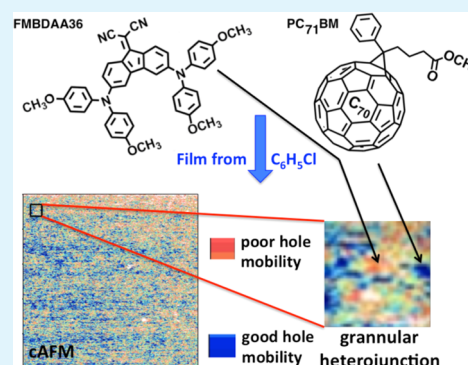 FMBDAA36
PC71BM
NC
CN
OCH3
CH3O
N
N
OCH3
CH3O
OCH3
O
C70
Film from C6H5Cl
poor hole
mobility
good hole
mobility
cAFM
grannular
heterojunction